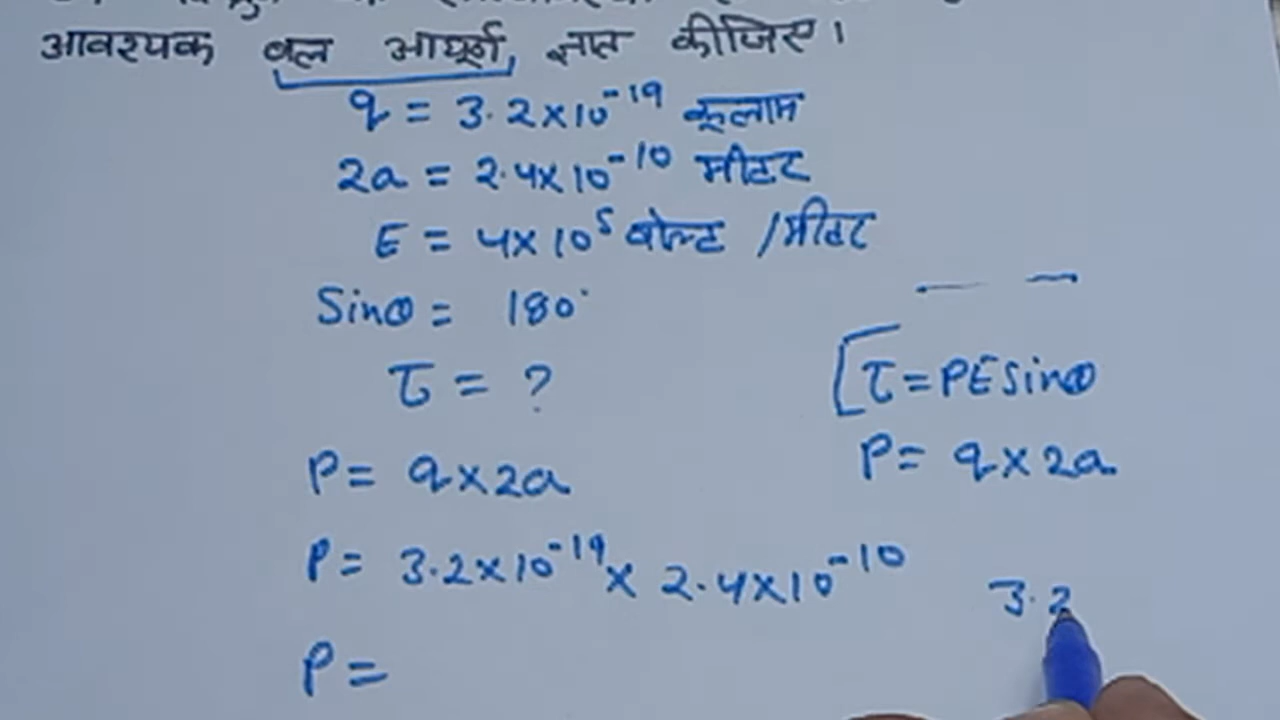 आवश्यक बल आघूर्ण ज्ञात कीजिए।
q = 3.2×10⁻¹⁹ कूलाम
2a = 2.4×10⁻¹⁰ मीटर
E = 4×10⁵ वोल्ट /मीटर
Sinθ = 180°
τ = ?
[τ = PE Sinθ
P = q×2a
P = q×2a
P = 3.2×10⁻¹⁹ × 2.4×10⁻¹⁰
3.2
P =